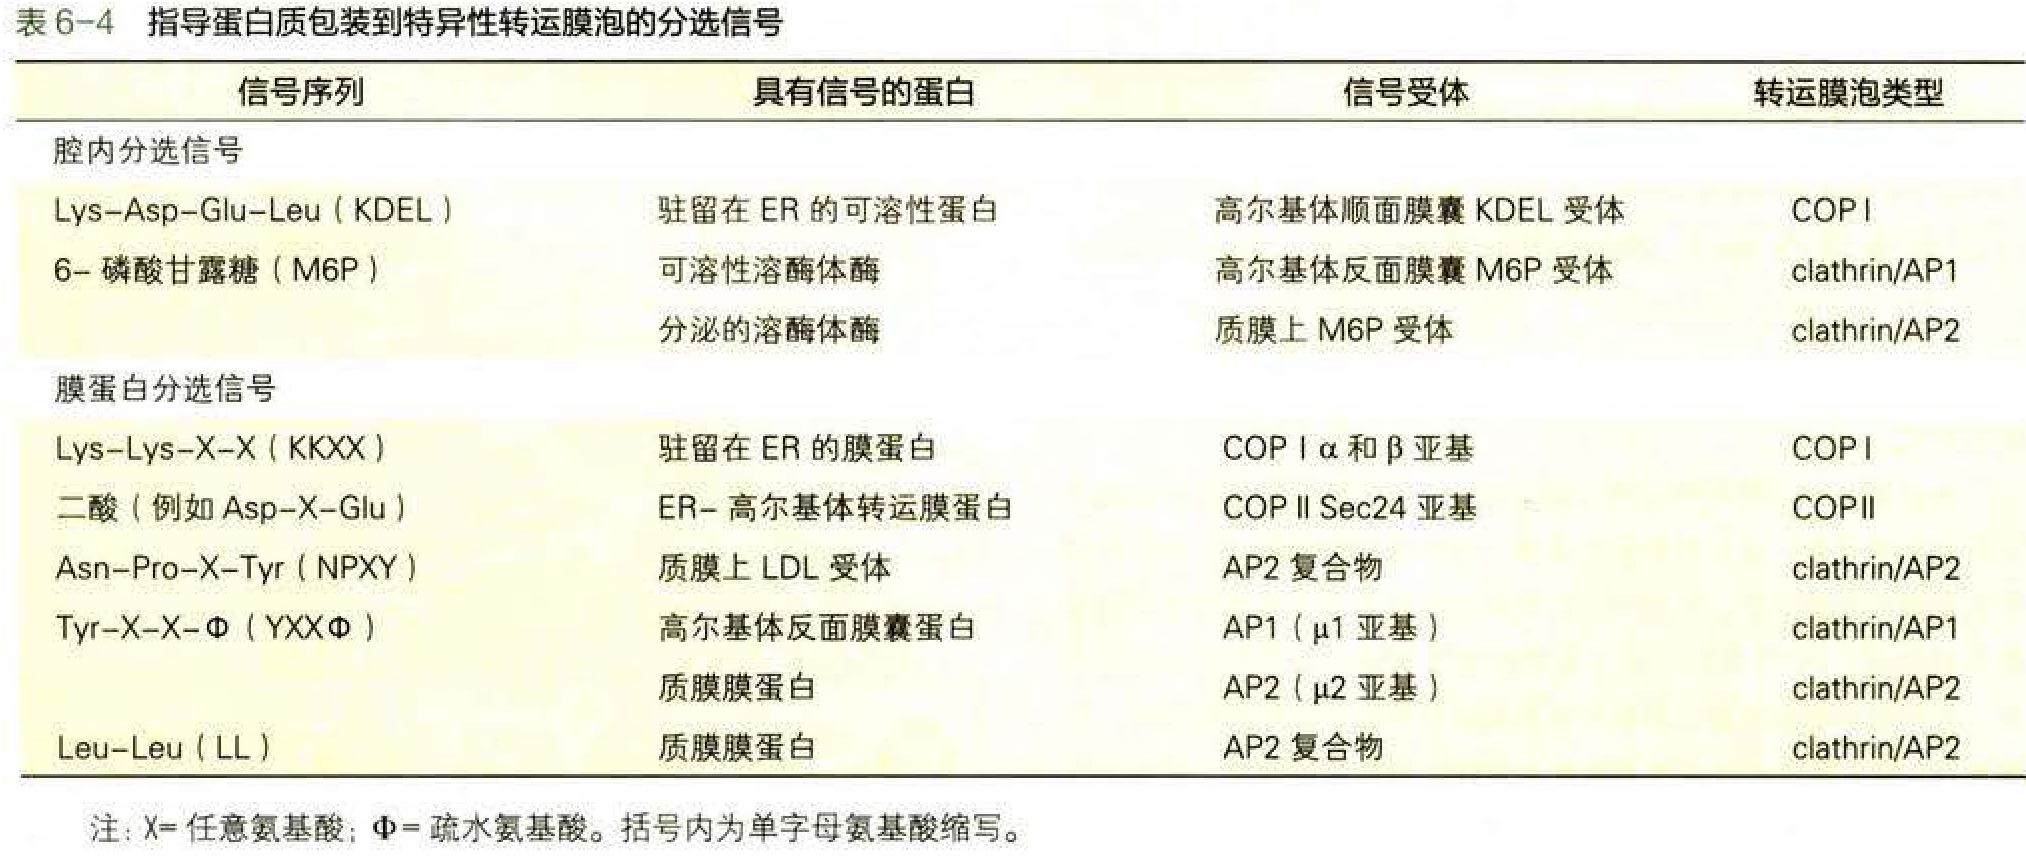 表 6-4 指导蛋白质包装到特异性转运膜泡的分选信号
信号序列 具有信号的蛋白 信号受体 转运膜泡类型
腔内分选信号
Lys-Asp-Glu-Leu（KDEL） 驻留在 ER 的可溶性蛋白 高尔基体顺面膜囊 KDEL 受体 COP I
6- 磷酸甘露糖（M6P） 可溶性溶酶体酶 高尔基体反面膜囊 M6P 受体 clathrin/AP1
分泌的溶酶体酶 质膜上 M6P 受体 clathrin/AP2
膜蛋白分选信号
Lys-Lys-X-X（KKXX） 驻留在 ER 的膜蛋白 COP I α 和 β 亚基 COP I
二酸（例如 Asp-X-Glu） ER- 高尔基体转运膜蛋白 COP II Sec24 亚基 COP II
Asn-Pro-X-Tyr（NPXY） 质膜上 LDL 受体 AP2 复合物 clathrin/AP2
Tyr-X-X-Φ（YXXΦ） 高尔基体反面膜囊蛋白 AP1（μ1 亚基） clathrin/AP1
质膜膜蛋白 AP2（μ2 亚基） clathrin/AP2
Leu-Leu（LL） 质膜膜蛋白 AP2 复合物 clathrin/AP2
注：X= 任意氨基酸；Φ= 疏水氨基酸。括号内为单字母氨基酸缩写。